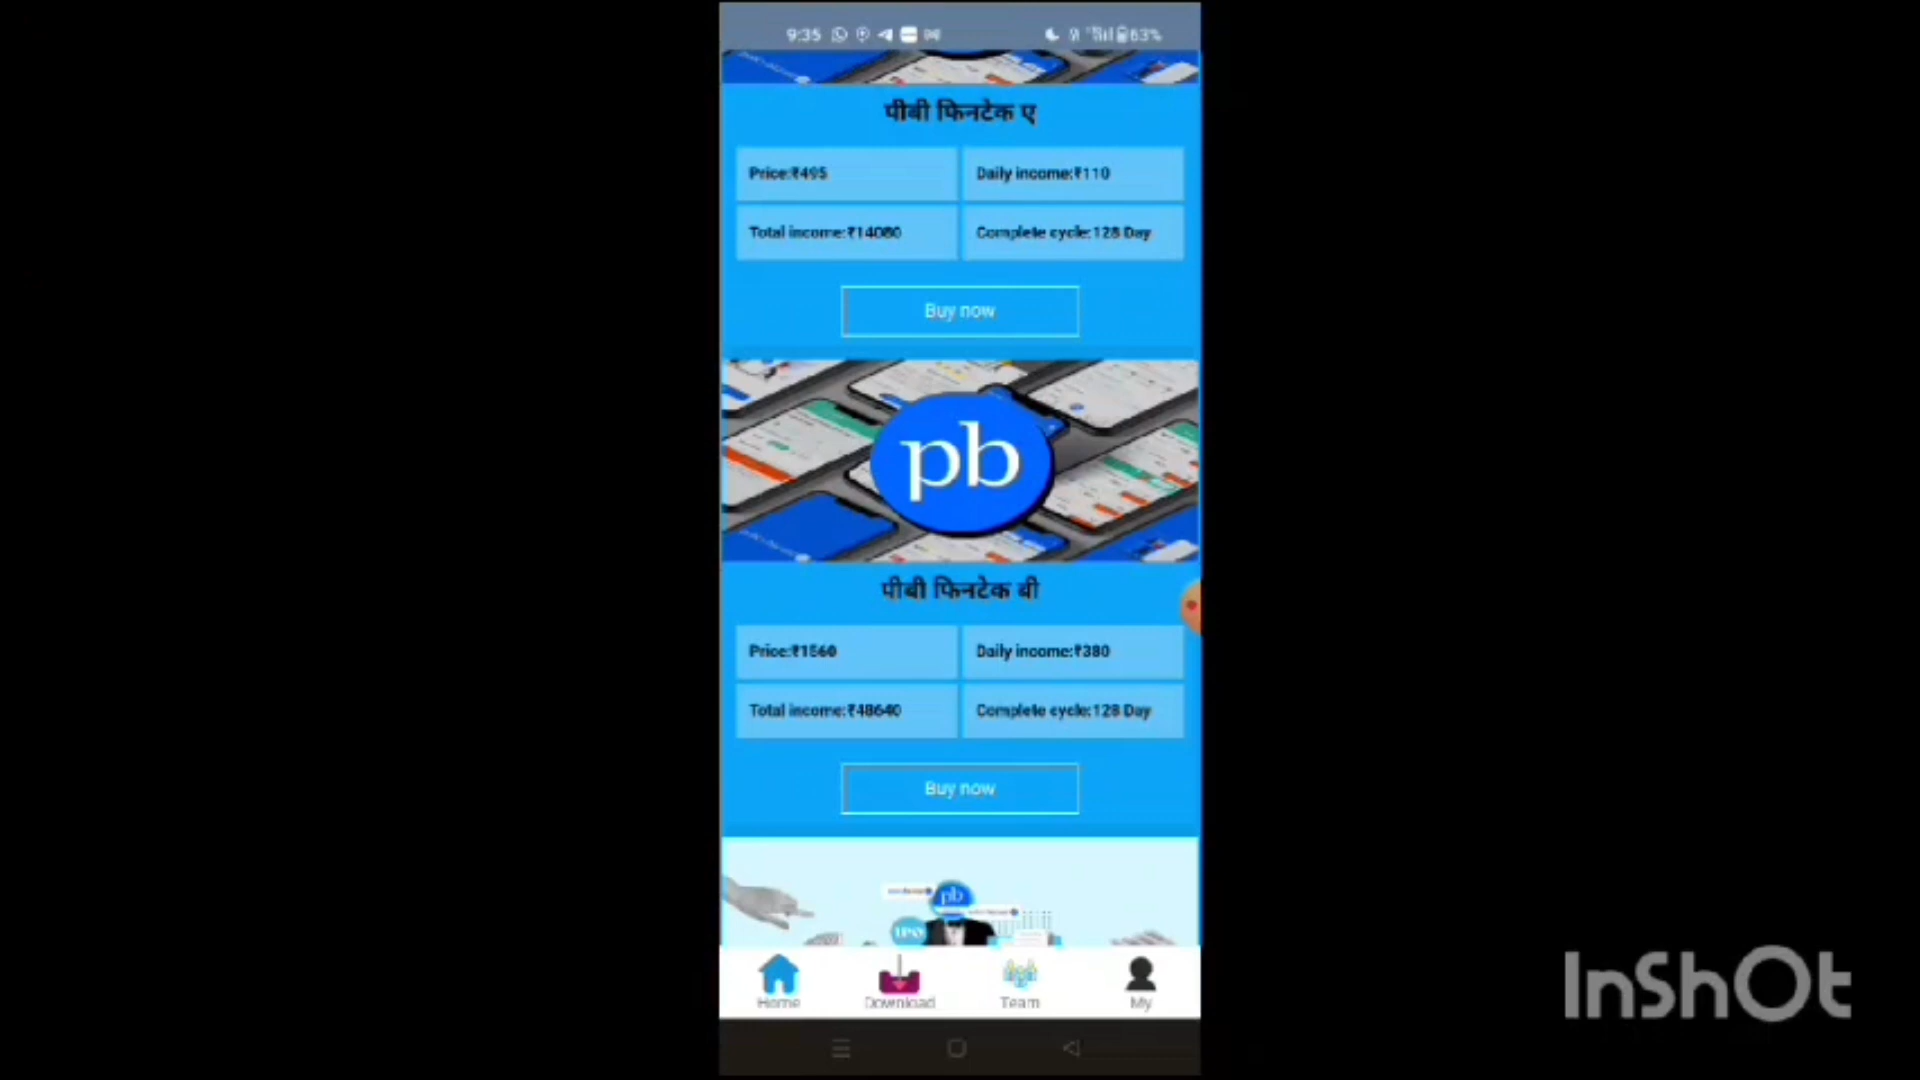 9:35
63%
पीबी फिनटेक ए
Price:₹495
Daily income:₹110
Total income:₹14080
Complete cycle:128 Day
Buy now
pb
पीबी फिनटेक बी
Price:₹1560
Daily income:₹380
Total income:₹48640
Complete cycle:128 Day
Buy now
pb
IPO
Home
Download
Team
My
InShOt